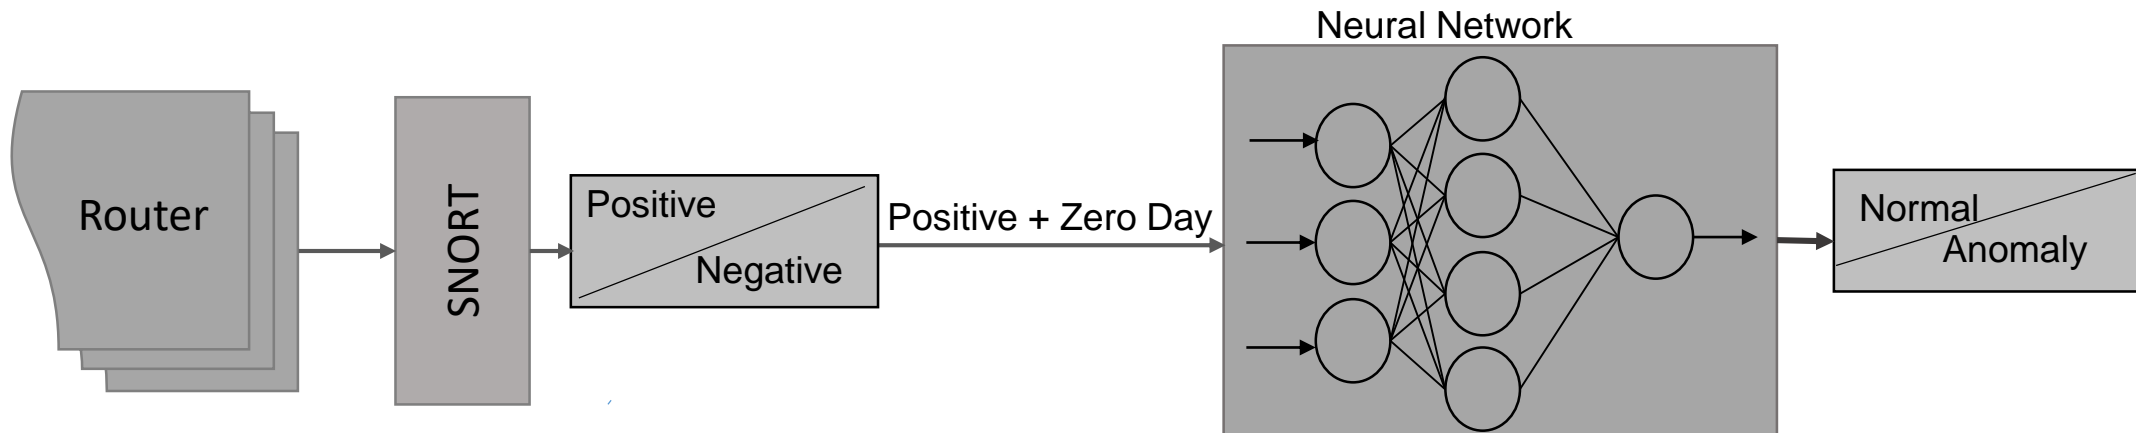 Neural Network
Router
SNORT
Positive
Negative
Positive + Zero Day
Normal
Anomaly